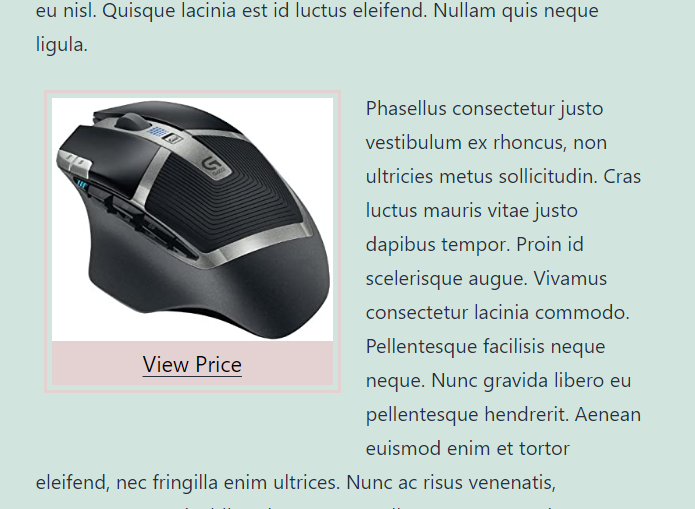 eu nisl. Quisque lacinia est id luctus eleifend. Nullam quis neque
ligula.
View Price
Phasellus consectetur justo
vestibulum ex rhoncus, non
ultricies metus sollicitudin. Cras
luctus mauris vitae justo
dapibus tempor. Proin id
scelerisque augue. Vivamus
consectetur lacinia commodo.
Pellentesque facilisis neque
neque. Nunc gravida libero eu
pellentesque hendrerit. Aenean
euismod enim et tortor
eleifend, nec fringilla enim ultrices. Nunc ac risus venenatis,